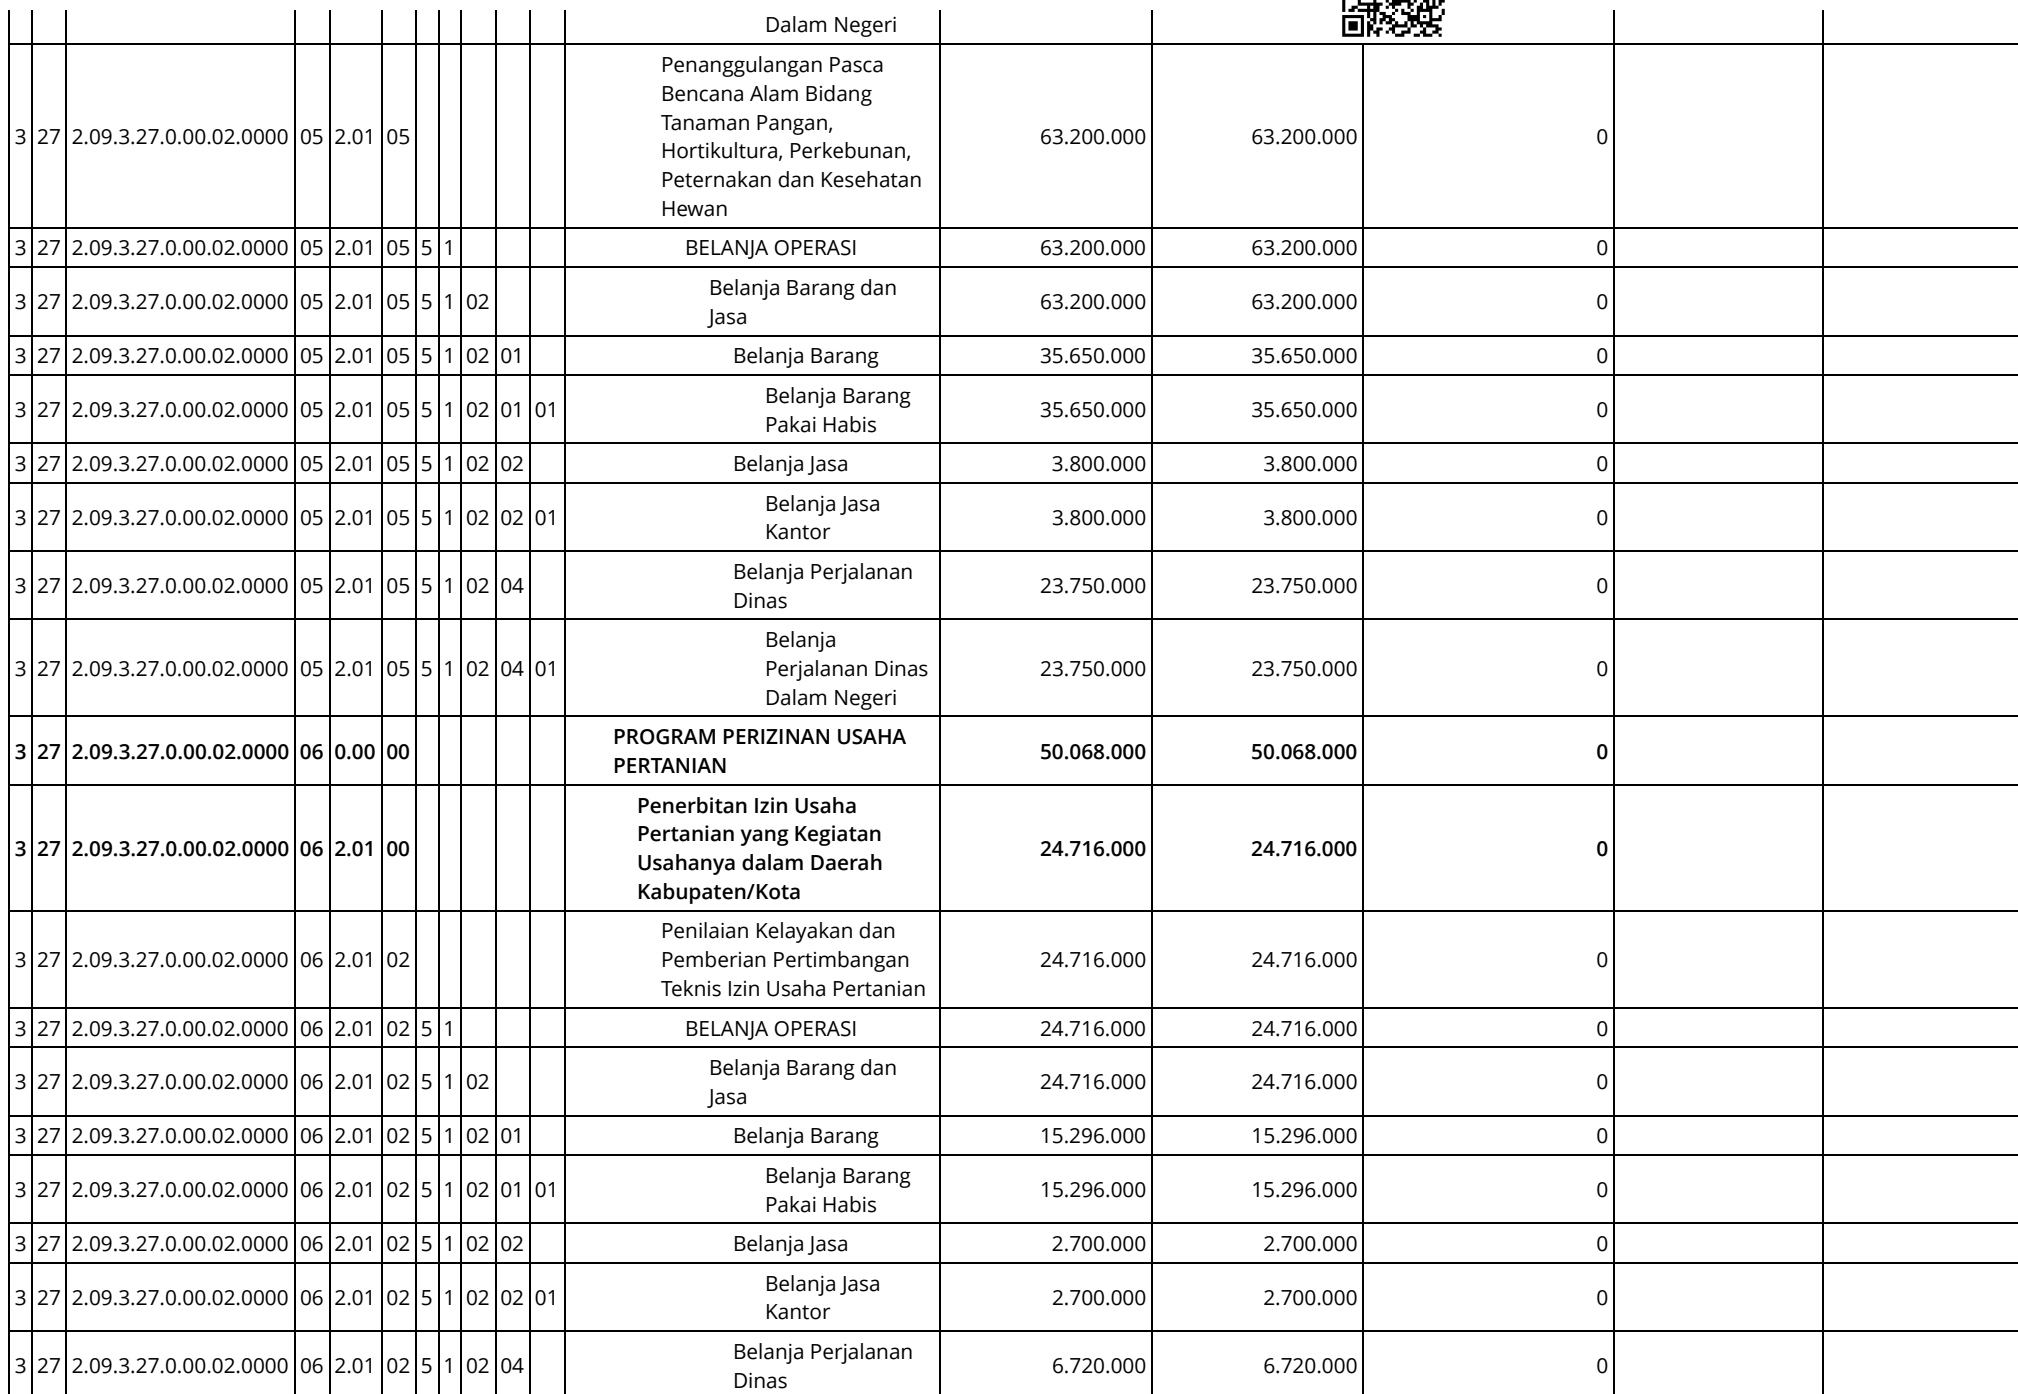 Dalam Negeri
Penanggulangan Pasca
Bencana Alam Bidang
Tanaman Pangan,
3 27 2.09.3.27.0.00.02.0000 05 2.01 05 Hortikultura, Perkebunan, 63.200.000 63.200.000 0
Peternakan dan Kesehatan
Hewan
3 27 2.09.3.27.0.00.02.0000 05 2.01 05 5 1 BELANJA OPERASI 63.200.000 63.200.000 0
3 27 2.09.3.27.0.00.02.0000 05 2.01 05 5 1 02 Belanja Barang dan 63.200.000 63.200.000 0
Jasa
3 27 2.09.3.27.0.00.02.0000 05 2.01 05 5 1 02 01 Belanja Barang 35.650.000 35.650.000 0
3 27 2.09.3.27.0.00.02.0000 05 2.01 05 5 1 02 01 01 Belanja Barang 35.650.000 35.650.000 0
Pakai Habis
3 27 2.09.3.27.0.00.02.0000 05 2.01 05 5 1 02 02 Belanja Jasa 3.800.000 3.800.000 0
3 27 2.09.3.27.0.00.02.0000 05 2.01 05 5 1 02 02 01 Belanja Jasa 3.800.000 3.800.000 0
Kantor
3 27 2.09.3.27.0.00.02.0000 05 2.01 05 5 1 02 04 Belanja Perjalanan 23.750.000 23.750.000 0
Dinas
Belanja
3 27 2.09.3.27.0.00.02.0000 05 2.01 05 5 1 02 04 01 Perjalanan Dinas 23.750.000 23.750.000 0
Dalam Negeri
3 27 2.09.3.27.0.00.02.0000 06 0.00 00 PROGRAM PERIZINAN USAHA 50.068.000 50.068.000 0
PERTANIAN
Penerbitan Izin Usaha
3 27 2.09.3.27.0.00.02.0000 06 2.01 00 Pertanian yang Kegiatan 24.716.000 24.716.000 0
Usahanya dalam Daerah
Kabupaten/Kota
Penilaian Kelayakan dan
3 27 2.09.3.27.0.00.02.0000 06 2.01 02 Pemberian Pertimbangan 24.716.000 24.716.000 0
Teknis Izin Usaha Pertanian
3 27 2.09.3.27.0.00.02.0000 06 2.01 02 5 1 BELANJA OPERASI 24.716.000 24.716.000 0
3 27 2.09.3.27.0.00.02.0000 06 2.01 02 5 1 02 Belanja Barang dan 24.716.000 24.716.000 0
Jasa
3 27 2.09.3.27.0.00.02.0000 06 2.01 02 5 1 02 01 Belanja Barang 15.296.000 15.296.000 0
3 27 2.09.3.27.0.00.02.0000 06 2.01 02 5 1 02 01 01 Belanja Barang 15.296.000 15.296.000 0
Pakai Habis
3 27 2.09.3.27.0.00.02.0000 06 2.01 02 5 1 02 02 Belanja Jasa 2.700.000 2.700.000 0
3 27 2.09.3.27.0.00.02.0000 06 2.01 02 5 1 02 02 01 Belanja Jasa 2.700.000 2.700.000 0
Kantor
3 27 2.09.3.27.0.00.02.0000 06 2.01 02 5 1 02 04 Belanja Perjalanan 6.720.000 6.720.000 0
Dinas